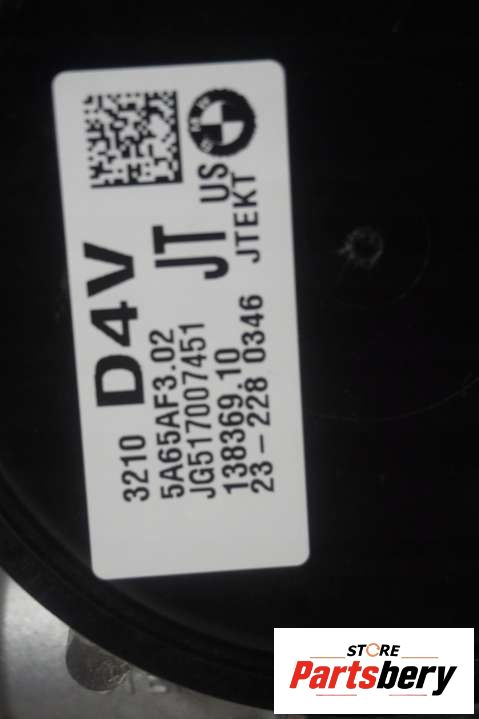 3210 D4V JT US
5A65AF3.02
JG517007451
138369.10 JTEKT
23-228 0346
STORE
Partsbery